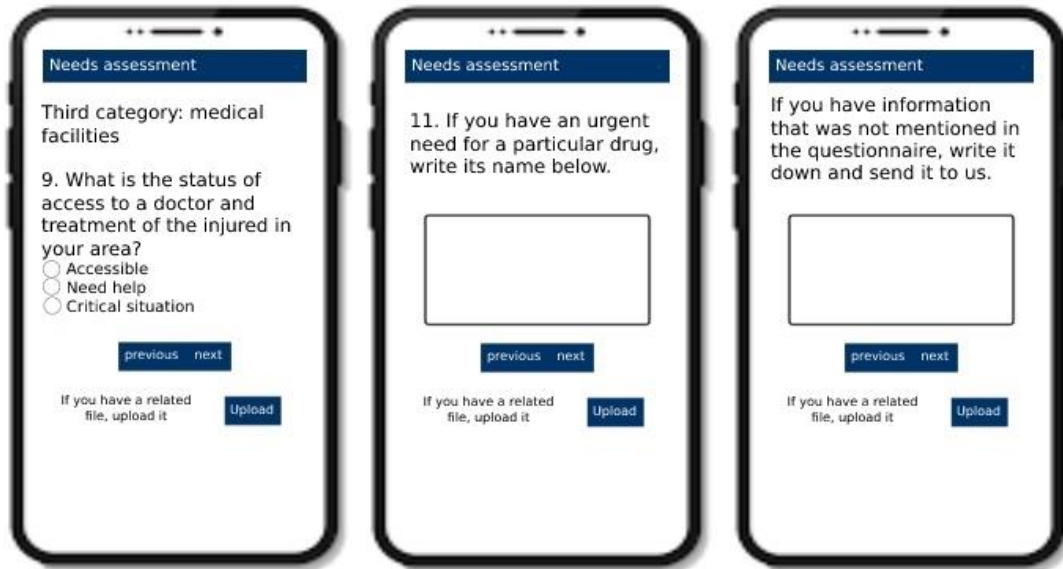 Needs assessment
Third category: medical
facilities
9. What is the status of
access to a doctor and
treatment of the injured in
your area?
Accessible
Need help
Critical situation
previous next
If you have a related
file, upload it
Upload
Needs assessment
11. If you have an urgent
need for a particular drug,
write its name below.
previous next
If you have a related
file, upload it
Upload
Needs assessment
If you have information
that was not mentioned in
the questionnaire, write it
down and send it to us.
previous next
If you have a related
file, upload it
Upload